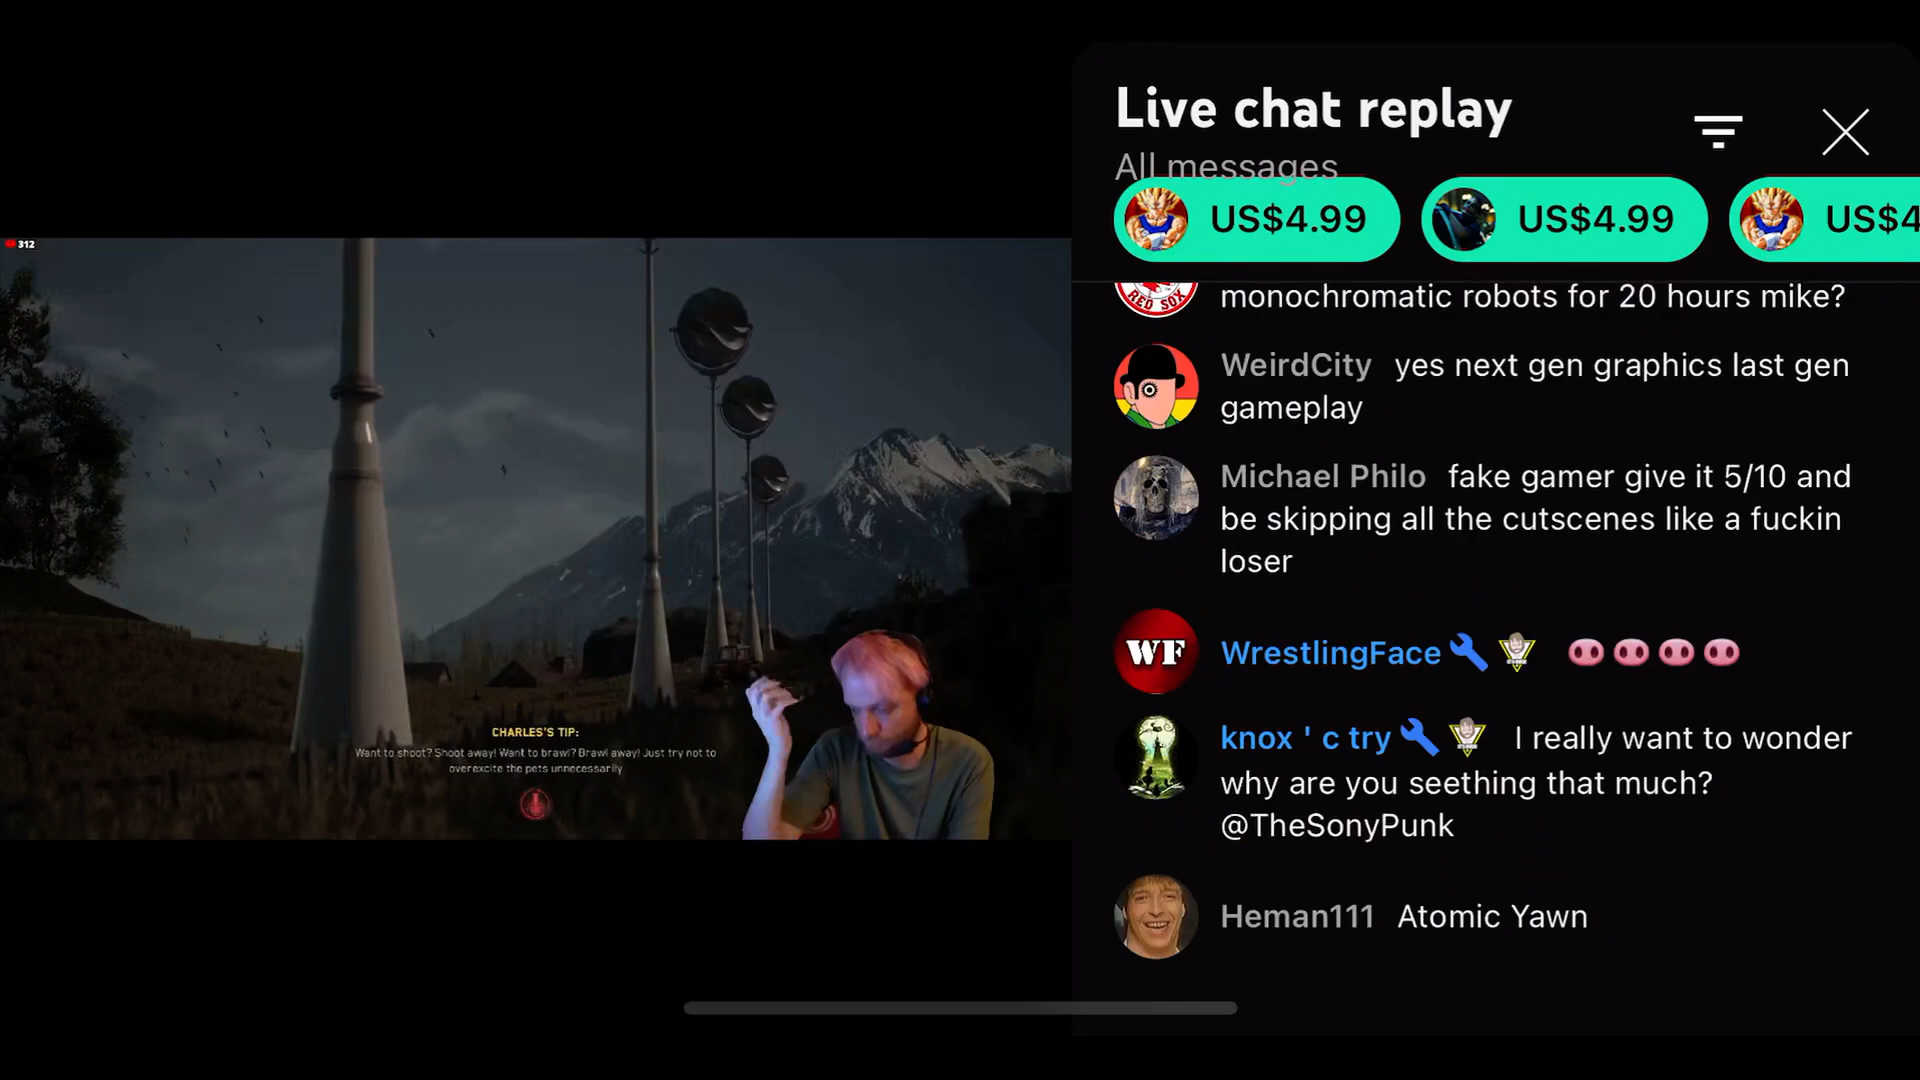 Live chat replay
All messages
US$4.99
US$4.99
US$4
312
RED SOX
monochromatic robots for 20 hours mike?
WeirdCity yes next gen graphics last gen
gameplay
Michael Philo fake gamer give it 5/10 and
be skipping all the cutscenes like a fuckin
loser
WF
WrestlingFace
knox ' c try I really want to wonder
why are you seething that much?
@TheSonyPunk
Heman111 Atomic Yawn
CHARLES'S TIP:
Want to shoot? Shoot away! Want to brawl? Brawl away! Just try not to
overexcite the pets unnecessarily